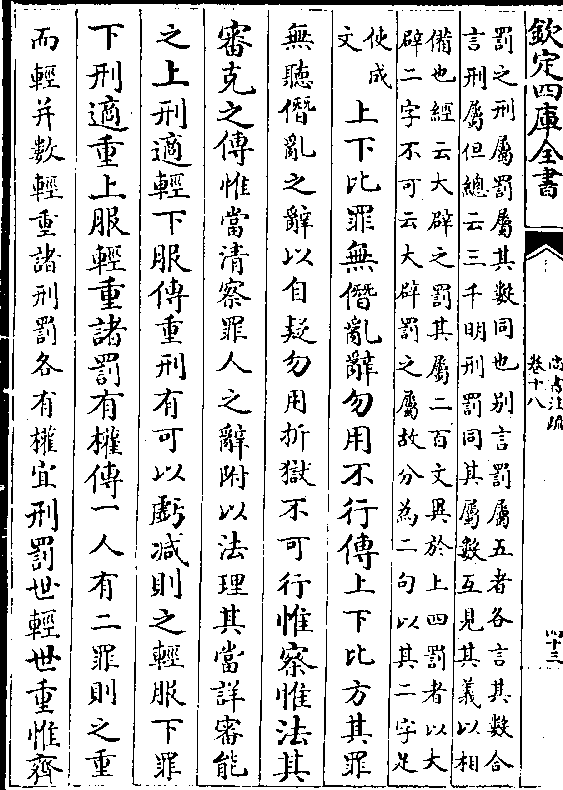 欽定四庫全書
尚書注疏
卷十八
十三
罰之刑屬罰屬其數同也别言罰屬五者各言其數合
言刑屬但總云三千明刑罰同其屬數互見其義以相
備也經云大辟之罰其屬二百文異於上四罰者以大
辟二字不可云大辟罰之屬故分為二句以其二字足
使成
文
上下比罪無僭亂辭勿用不行傳上下比方其罪
無聽僭亂之辭以自疑勿用折獄不可行惟察惟法其
審克之傳惟當清察罪人之辭附以法理其當詳審能
之上刑適輕下服傳重刑有可以虧減則之輕服下罪
下刑適重上服輕重諸罰有權傳一人有二罪則之重
而輕并數輕重諸刑罰各有權宜刑罰世輕世重惟齊